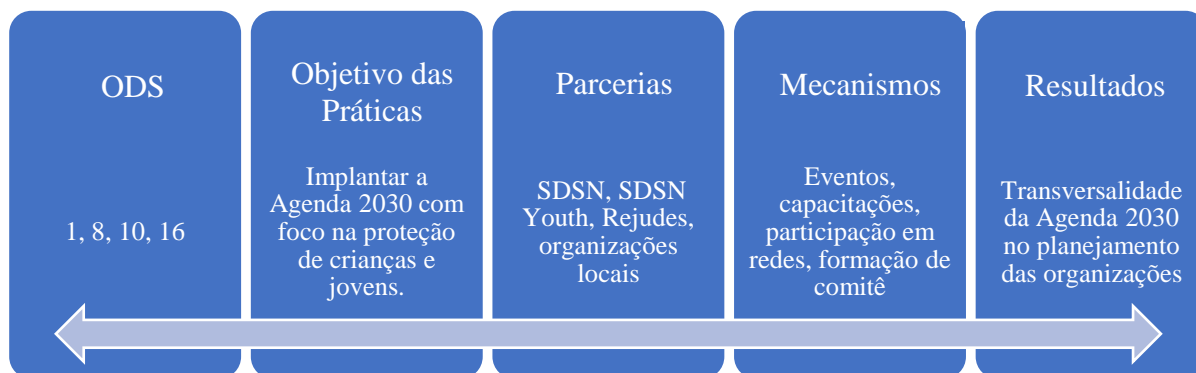 ODS
1, 8, 10, 16
Objetivo das
Práticas
Implantar a
Agenda 2030 com
foco na proteção
de crianças e
jovens.
Parcerias
SDSN, SDSN
Youth, Rejudes,
organizações
locais
Mecanismos
Eventos,
capacitações,
participação em
redes, formação de
comitê
Resultados
Transversalidade
da Agenda 2030
no planejamento
das organizações